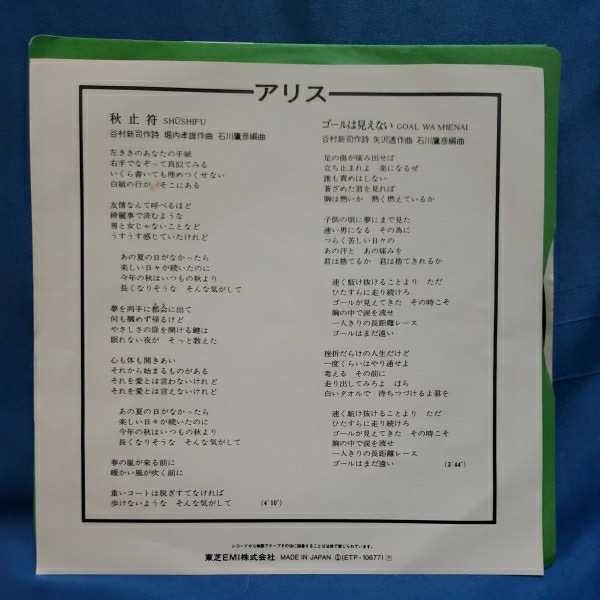 アリス
秋止符 SHŪSHIFU
谷村新司作詩 堀内孝雄作曲 石川鷹彦編曲
左ききのあなたの手紙
右手でなぞって真似てみる
いくら書いても埋めつくせない
白紙の行が そこにある
友情なんて呼べるほど
綺麗事で済むような
男と女じゃないことなど
うすうす感じていたけれど
あの夏の日がなかったら
楽しい日々が続いたのに
今年の秋はいつもの秋より
長くなりそうな そんな気がして
夢を両手に都会に出て
何も掴めず帰るけど
やさしさの扉を開ける鍵は
眠れない夜が そっと教えた
心も体も開きあい
それから始まるものがある
それを愛とは言わないけれど
それを愛とは言えないけれど
あの夏の日がなかったら
楽しい日々が続いたのに
今年の秋はいつもの秋より
長くなりそうな そんな気がして
春の嵐が来る前に
暖かい風が吹く前に
重いコートは脱ぎすてなければ
歩けないような そんな気がして (4'10")
ゴールは見えない GOAL WA MIENAI
谷村新司作詩 矢沢透作曲 石川鷹彦編曲
足の傷が痛み出せば
立ち止まれよ 楽になるぜ
誰も責めはしない
蒼ざめた君を見れば
胸は熱いか 熱く燃えているか
子供の頃に夢にまで見た
速い男になる その為に
つらく苦しい日々の
あの汗と あの痛みを
君は捨てるか 君は捨てきれるか
速く駆け抜けることより ただ
ひたすらに走り続けろ
ゴールが見えてきた その時こそ
胸の中で涙を流せ
一人きりの長距離レース
ゴールはまだ遠い
挫折だらけの人生だけど
一度くらいはやり通せよ
考える その前に
走り出してみろよ ほら
白いタオルで 待ちつづけるよ君を
速く駆け抜けることより ただ
ひたすらに走り続けろ
ゴールが見えてきた その時こそ
胸の中で涙を流せ
一人きりの長距離レース
ゴールはまだ遠い (3'44")
東芝EMI株式会社 MADE IN JAPAN (ETP-10677)